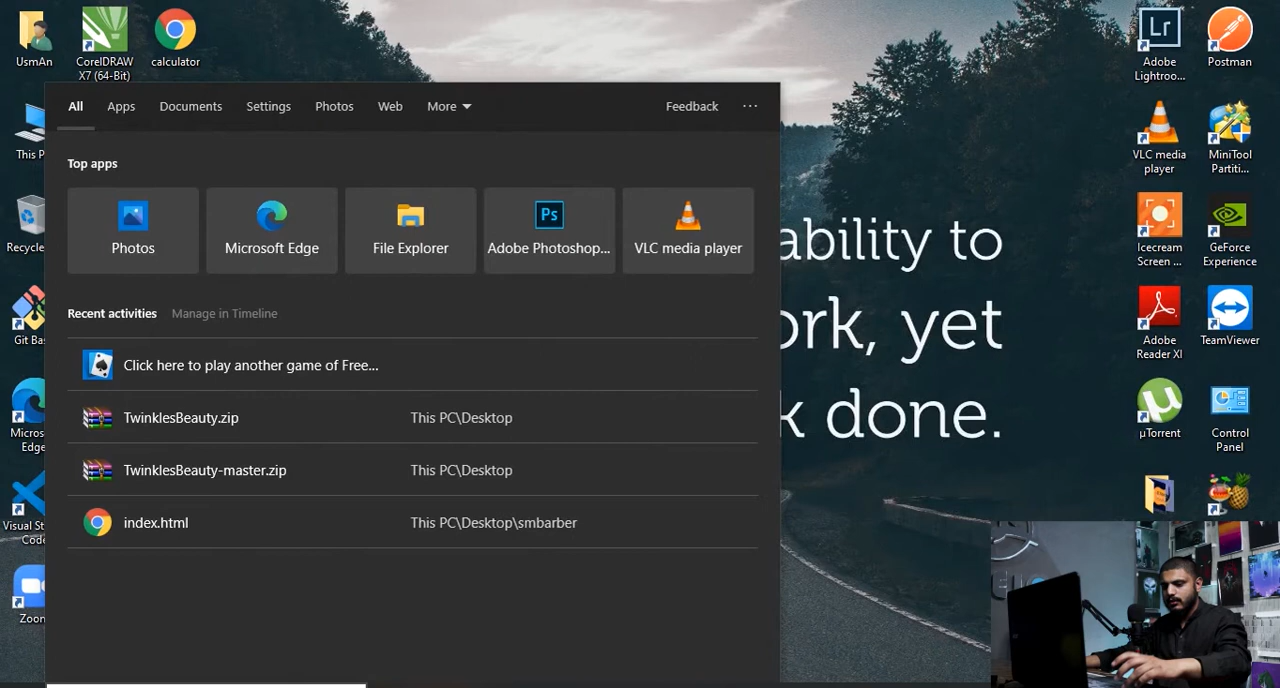 UsmAn
CorelDRAW
X7 (64-Bit)
calculator
Lr
Adobe
Lightroo...
Postman
All
Apps
Documents
Settings
Photos
Web
More
Feedback
...
This P
Top apps
VLC media
player
MiniTool
Partiti...
Photos
Microsoft Edge
File Explorer
Ps
Adobe Photoshop...
VLC media player
Recycle
ability to
Icecream
Screen ...
GeForce
Experience
Recent activities
Manage in Timeline
ork, yet
Git Bas
Adobe
Reader XI
TeamViewer
Click here to play another game of Free...
TwinklesBeauty.zip
This PC\Desktop
k done.
Micros
Edge
µTorrent
Control
Panel
TwinklesBeauty-master.zip
This PC\Desktop
index.html
This PC\Desktop\smbarber
Visual St
Code
Zoom